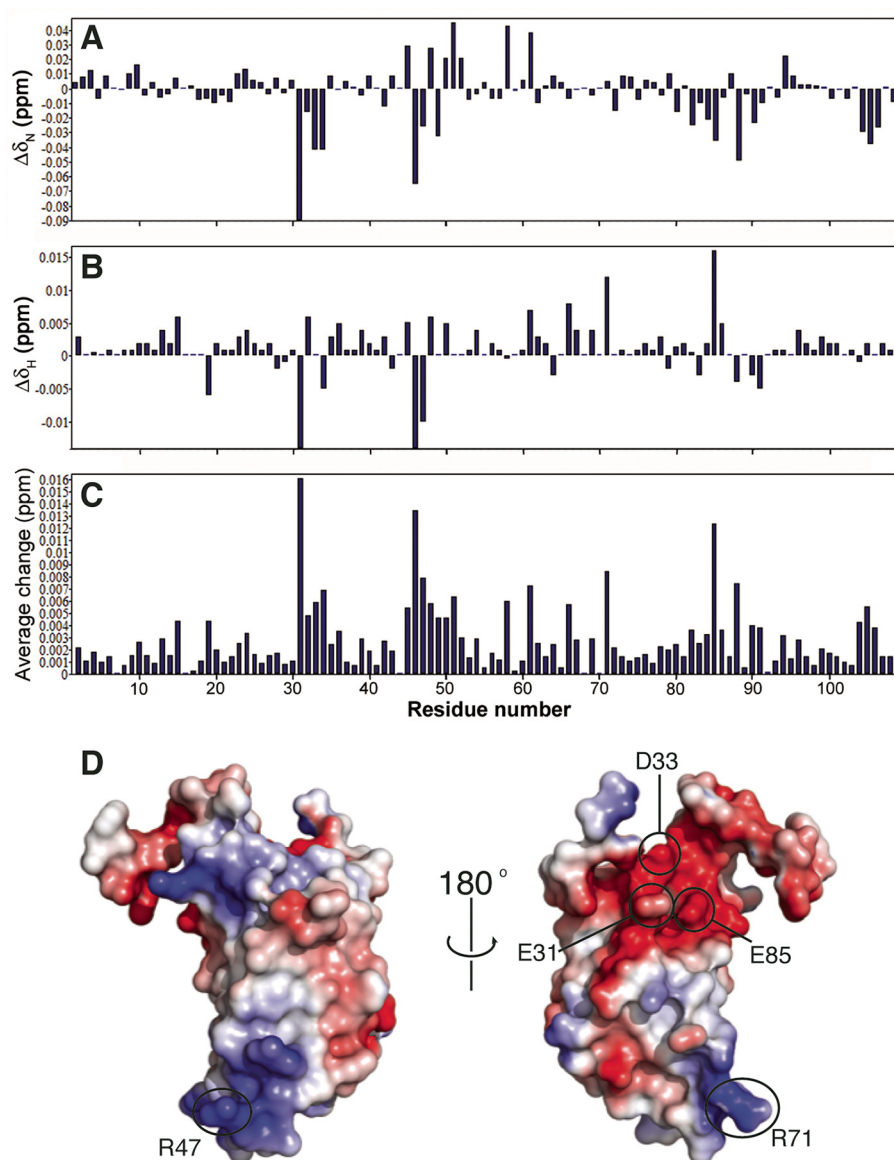 A
0.04
0.03
0.02
0.01
0
-0.01
-0.02
-0.03
-0.04
-0.05
-0.06
-0.07
-0.08
-0.09
ΔδN (ppm)
B
0.015
0.01
0.005
0
-0.005
-0.01
ΔδH (ppm)
C
0.016
0.015
0.014
0.013
0.012
0.011
0.01
0.009
0.008
0.007
0.006
0.005
0.004
0.003
0.002
0.001
0
Average change (ppm)
10 20 30 40 50 60 70 80 90 100
Residue number
D
D33
180 °
E31
E85
R47
R71